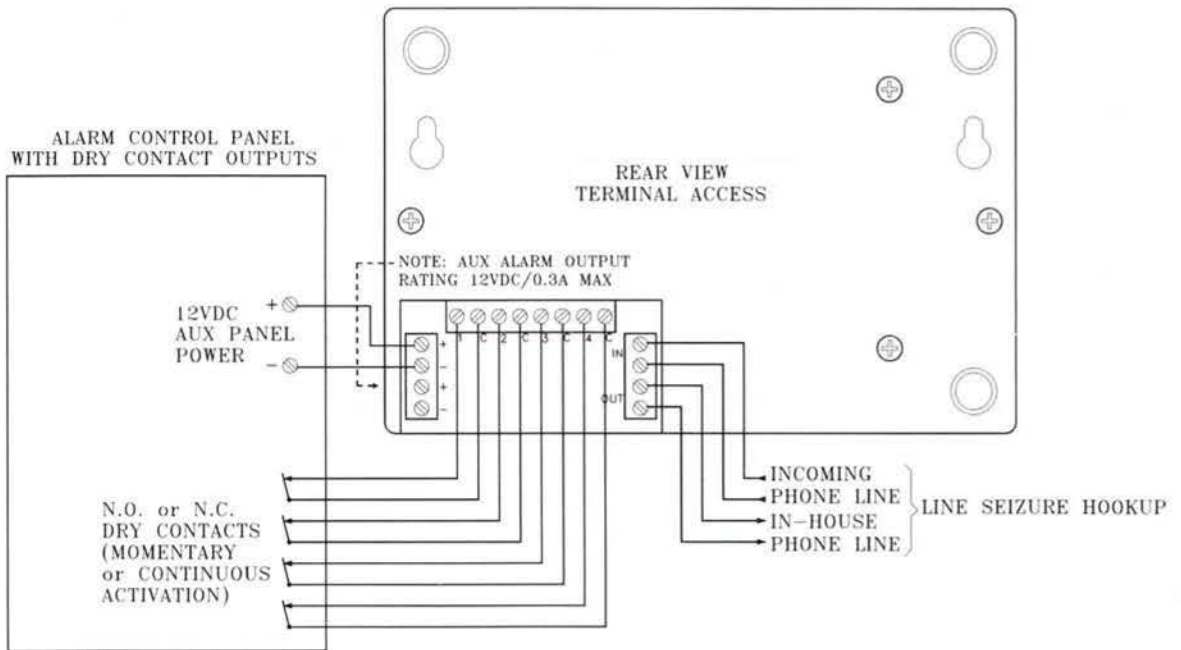 ALARM CONTROL PANEL
WITH DRY CONTACT OUTPUTS
REAR VIEW
TERMINAL ACCESS
NOTE: AUX ALARM OUTPUT
RATING 12VDC/0.3A MAX
12VDC
AUX PANEL
POWER
+
-
+
-
+
-
1 C 2 C 3 C 4 C
IN
OUT
N.O. or N.C.
DRY CONTACTS
(MOMENTARY
or CONTINUOUS
ACTIVATION)
INCOMING
PHONE LINE
IN-HOUSE
PHONE LINE
LINE SEIZURE HOOKUP